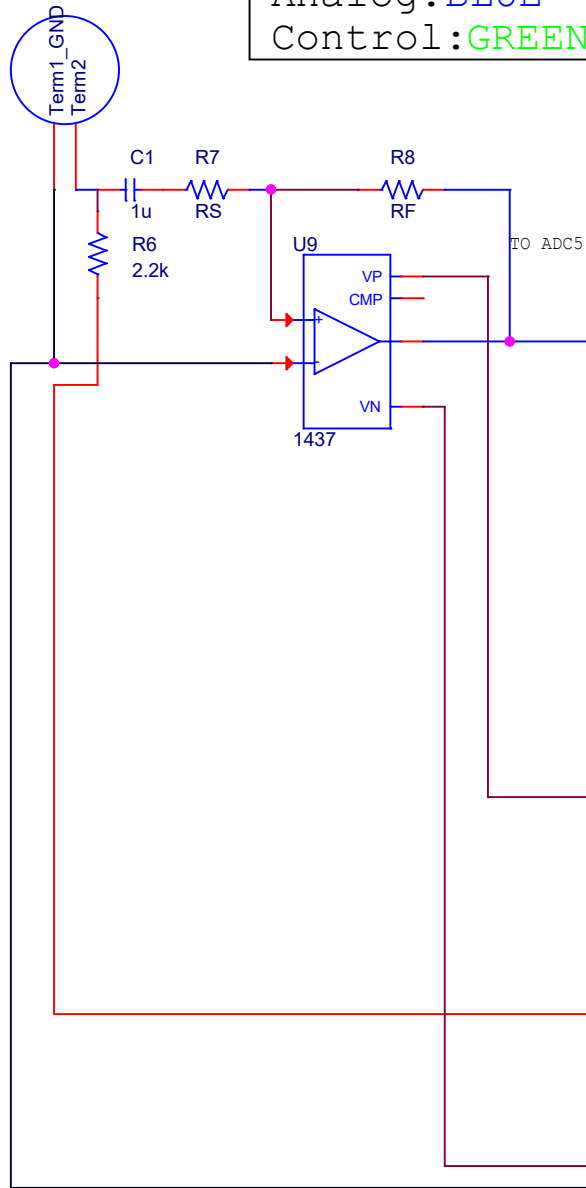 Analog:BLUE
Control:GREEN
Term1_GND
Term2
C1
1u
R7
RS
R8
RF
R6
2.2k
TO ADC5
U9
VP
CMP
+
-
VN
1437